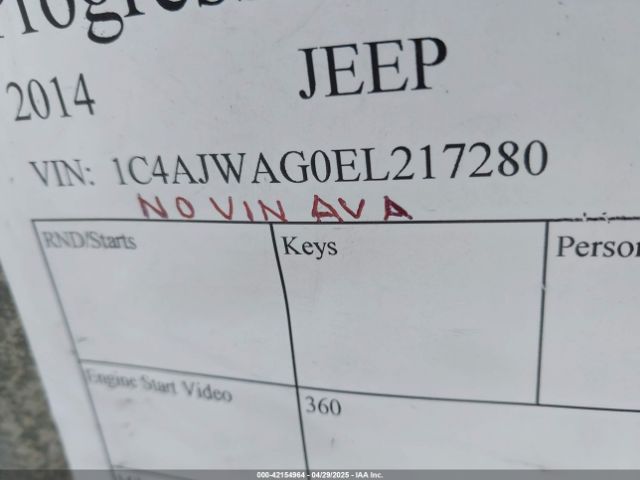 Progres
JEEP
2014
VIN: 1C4AJWAG0EL217280
NO VIN AVA
RND/Starts
Keys
Person
Engine Start Video
360
000-42154964 - 04/29/2025 - IAA Inc.